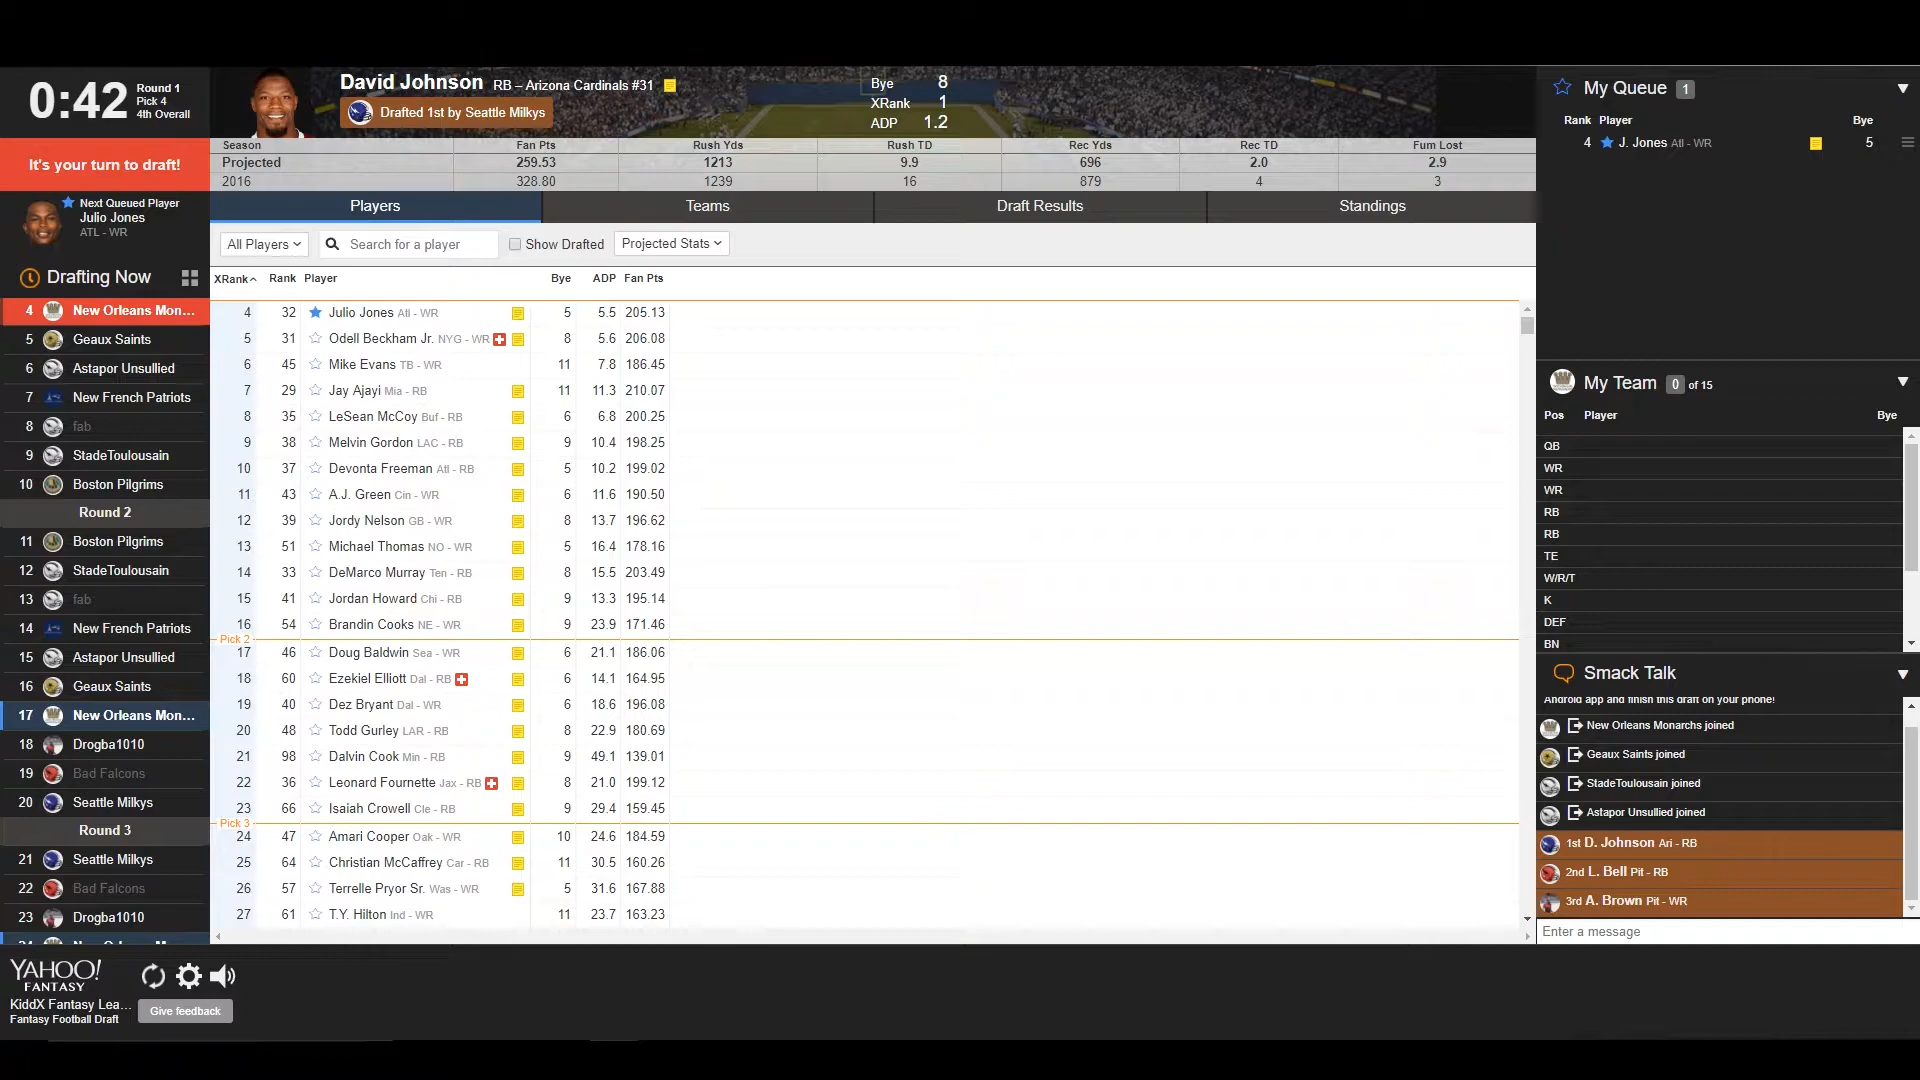 0:42
Round 1
Pick 4
4th Overall
It's your turn to draft!
Next Queued Player
Julio Jones
ATL - WR
Drafting Now
4 New Orleans Mon...
5 Geaux Saints
6 Astapor Unsullied
7 New French Patriots
8 fab
9 StadeToulousain
10 Boston Pilgrims
Round 2
11 Boston Pilgrims
12 StadeToulousain
13 fab
14 New French Patriots
15 Astapor Unsullied
16 Geaux Saints
17 New Orleans Mon...
18 Drogba1010
19 Bad Falcons
20 Seattle Milkys
Round 3
21 Seattle Milkys
22 Bad Falcons
23 Drogba1010
YAHOO!
FANTASY
KiddX Fantasy Lea...
Fantasy Football Draft
Give feedback
David Johnson RB – Arizona Cardinals #31
Drafted 1st by Seattle Milkys
Bye 8
XRank 1
ADP 1.2
Season Fan Pts Rush Yds Rush TD Rec Yds Rec TD Fum Lost
Projected 259.53 1213 9.9 696 2.0 2.9
2016 328.80 1239 16 879 4 3
Players Teams Draft Results Standings
All Players Search for a player Show Drafted Projected Stats
XRank Rank Player Bye ADP Fan Pts
4 32 Julio Jones Atl - WR 5 5.5 205.13
5 31 Odell Beckham Jr. NYG - WR 8 5.6 206.08
6 45 Mike Evans TB - WR 11 7.8 186.45
7 29 Jay Ajayi Mia - RB 11 11.3 210.07
8 35 LeSean McCoy Buf - RB 6 6.8 200.25
9 38 Melvin Gordon LAC - RB 9 10.4 198.25
10 37 Devonta Freeman Atl - RB 5 10.2 199.02
11 43 A.J. Green Cin - WR 6 11.6 190.50
12 39 Jordy Nelson GB - WR 8 13.7 196.62
13 51 Michael Thomas NO - WR 5 16.4 178.16
14 33 DeMarco Murray Ten - RB 8 15.5 203.49
15 41 Jordan Howard Chi - RB 9 13.3 195.14
16 54 Brandin Cooks NE - WR 9 23.9 171.46
Pick 2
17 46 Doug Baldwin Sea - WR 6 21.1 186.06
18 60 Ezekiel Elliott Dal - RB 6 14.1 164.95
19 40 Dez Bryant Dal - WR 6 18.6 196.08
20 48 Todd Gurley LAR - RB 8 22.9 180.69
21 98 Dalvin Cook Min - RB 9 49.1 139.01
22 36 Leonard Fournette Jax - RB 8 21.0 199.12
23 66 Isaiah Crowell Cle - RB 9 29.4 159.45
Pick 3
24 47 Amari Cooper Oak - WR 10 24.6 184.59
25 64 Christian McCaffrey Car - RB 11 30.5 160.26
26 57 Terrelle Pryor Sr. Was - WR 5 31.6 167.88
27 61 T.Y. Hilton Ind - WR 11 23.7 163.23
My Queue 1
Rank Player Bye
4 J. Jones Atl - WR 5
My Team 0 of 15
Pos Player Bye
QB
WR
WR
RB
RB
TE
W/R/T
K
DEF
BN
Smack Talk
Android app and finish this draft on your phone!
New Orleans Monarchs joined
Geaux Saints joined
StadeToulousain joined
Astapor Unsullied joined
1st D. Johnson Ari - RB
2nd L. Bell Pit - RB
3rd A. Brown Pit - WR
Enter a message